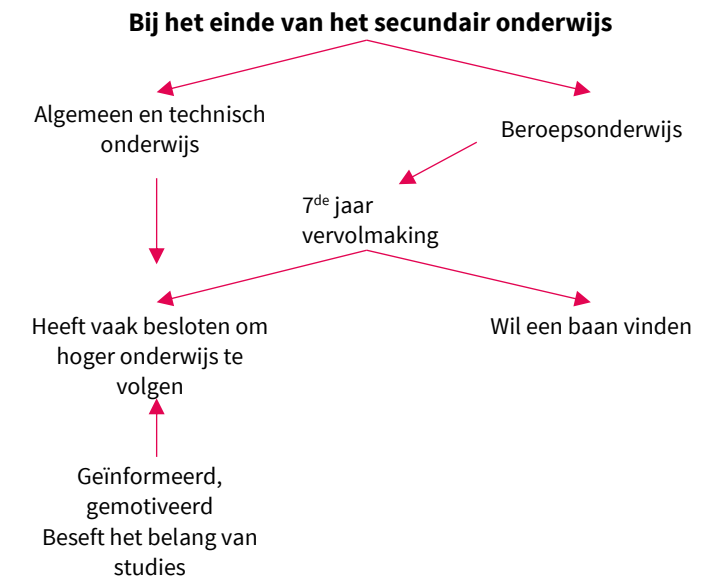 Bij het einde van het secundair onderwijs
Algemeen en technisch
onderwijs
Beroepsonderwijs
7de jaar
vervolmaking
Heeft vaak besloten om
hoger onderwijs te
volgen
Wil een baan vinden
Geïnformeerd,
gemotiveerd
Beseft het belang van
studies